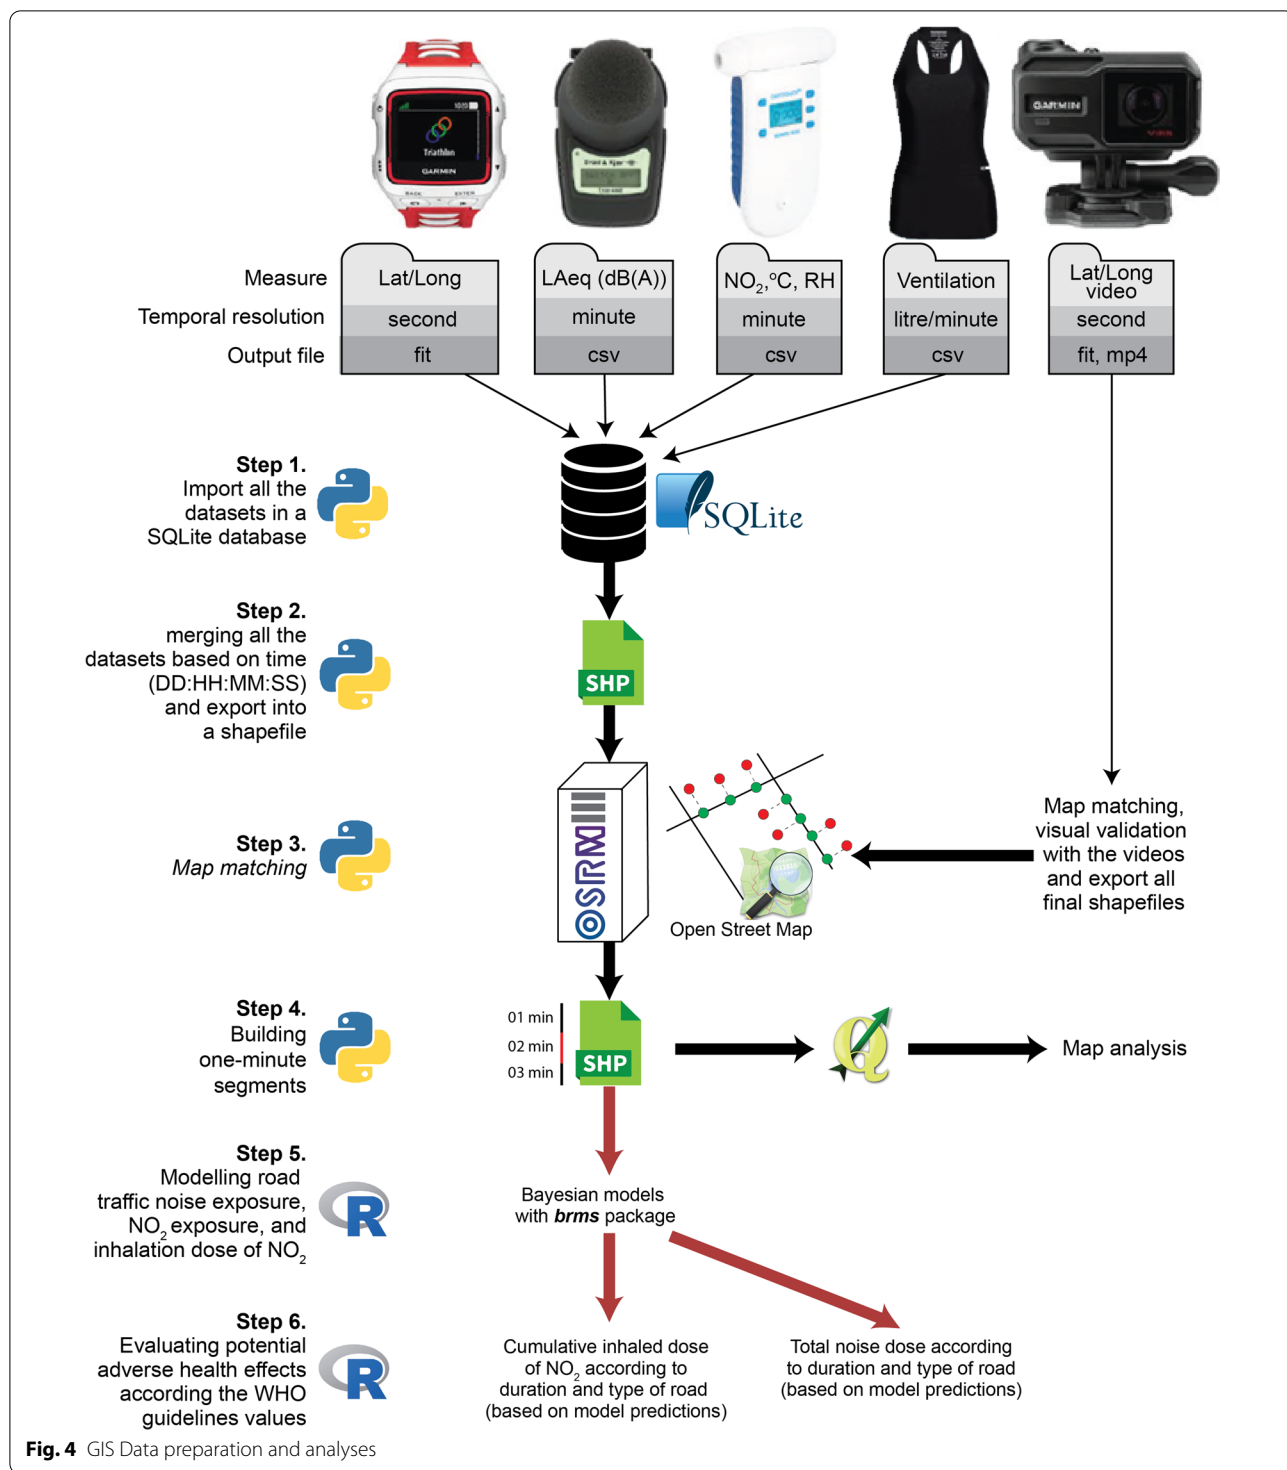 1020
Triathlon
GARMIN
BACK ENTER
GARMIN
VIRB
Measure
Lat/Long
LAeq (dB(A))
NO2,°C, RH
Ventilation
Lat/Long
video
Temporal resolution
second
minute
minute
litre/minute
second
Output file
fit
csv
csv
csv
fit, mp4
Step 1.
Import all the
datasets in a
SQLite database
SQLite
Step 2.
merging all the
datasets based on time
(DD:HH:MM:SS)
and export into
a shapefile
SHP
Step 3.
Map matching
OSRM
Open Street Map
Map matching,
visual validation
with the videos
and export all
final shapefiles
Step 4.
Building
one-minute
segments
01 min
02 min
03 min
SHP
Q
Map analysis
Step 5.
Modelling road
traffic noise exposure,
NO2 exposure, and
inhalation dose of NO2
R
Bayesian models
with brms package
Step 6.
Evaluating potential
adverse health effects
according the WHO
guidelines values
R
Cumulative inhaled dose
of NO2 according to
duration and type of road
(based on model predictions)
Total noise dose according
to duration and type of road
(based on model predictions)
Fig. 4 GIS Data preparation and analyses